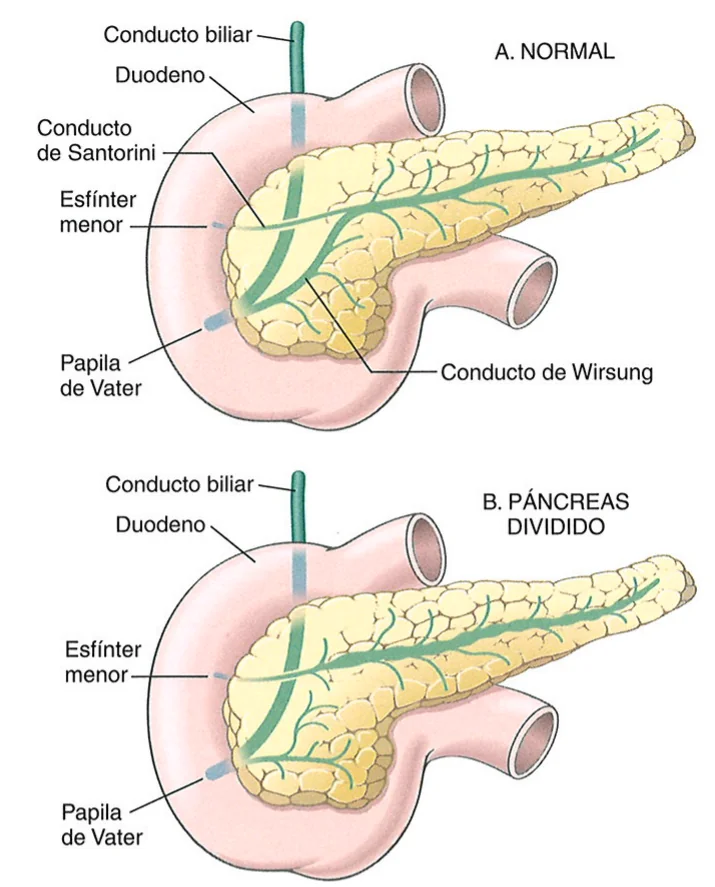 Conducto biliar
A. NORMAL
Duodeno
Conducto
de Santorini
Esfínter
menor
Papila
de Vater
Conducto de Wirsung
Conducto biliar
B. PÁNCREAS
DIVIDIDO
Duodeno
Esfínter
menor
Papila
de Vater